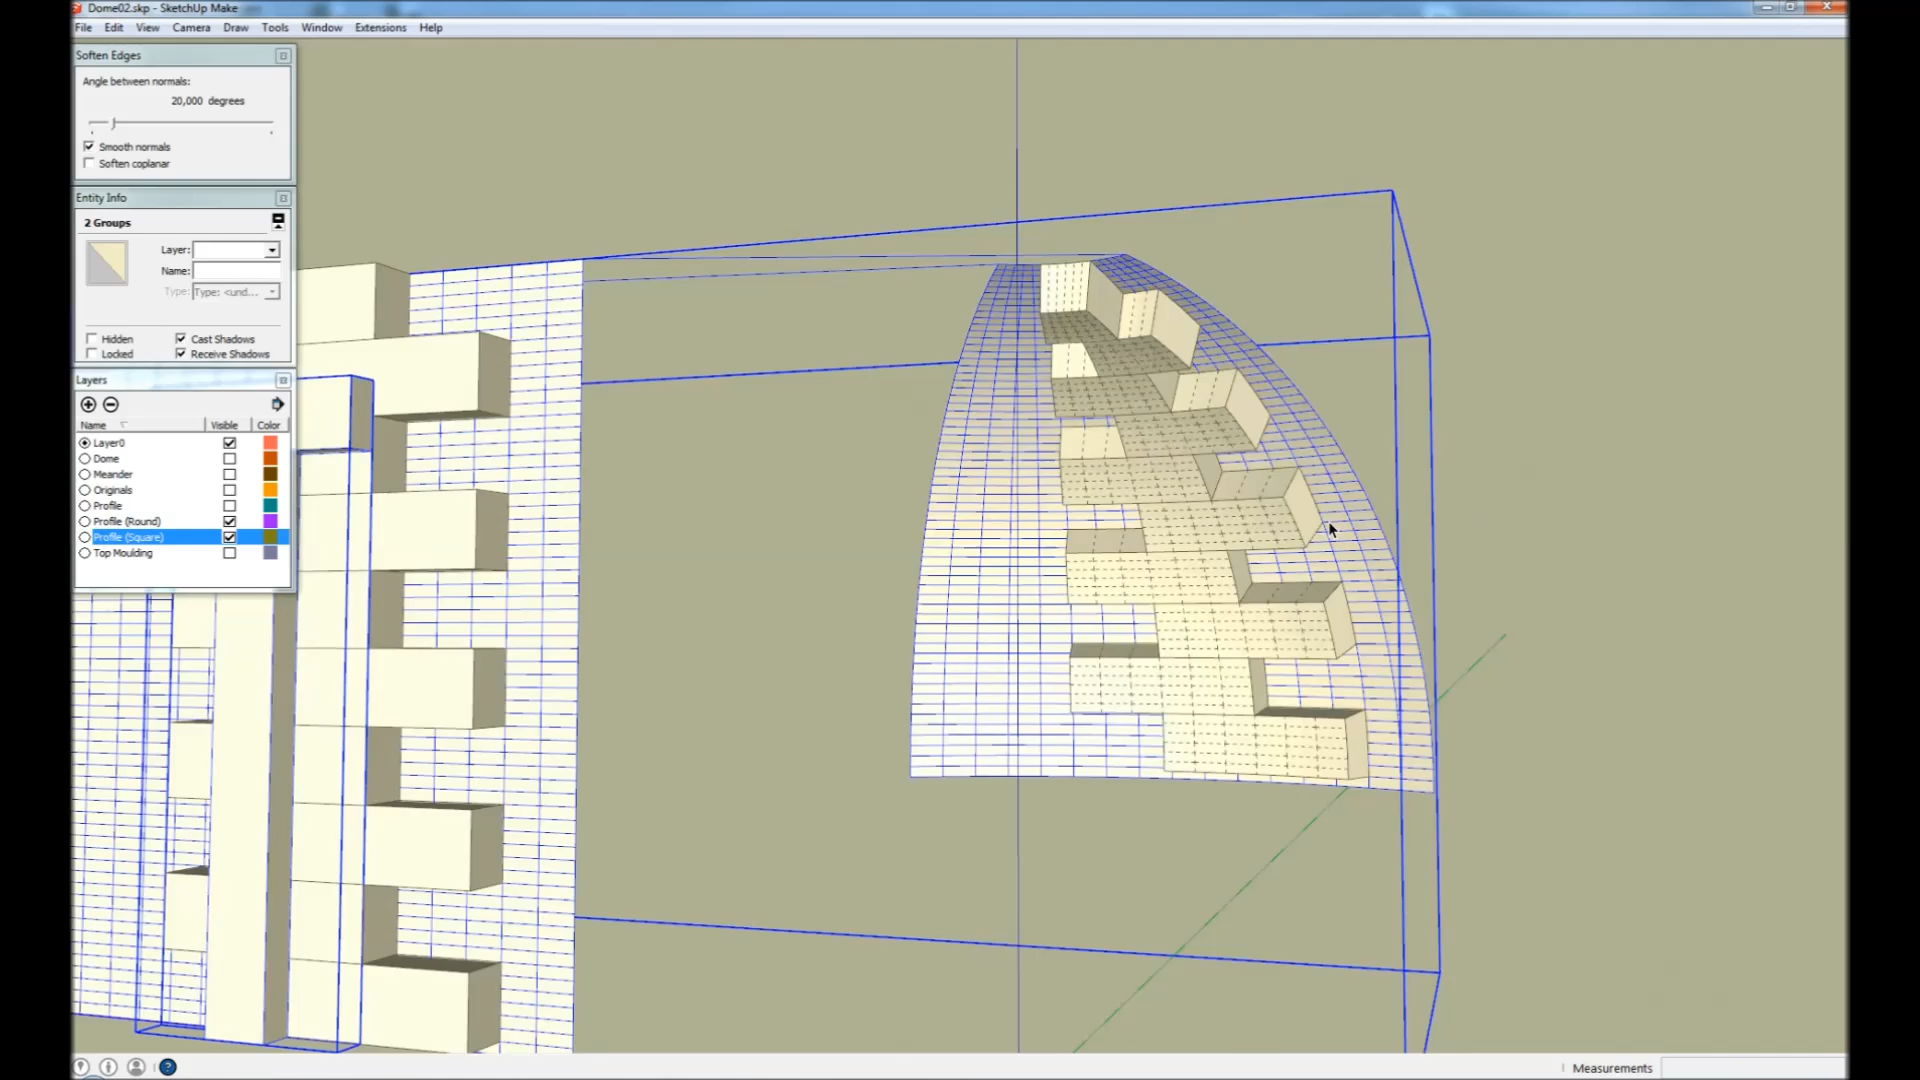 Dome02.skp - SketchUp Make
File Edit View Camera Draw Tools Window Extensions Help
Soften Edges
Angle between normals:
20,000 degrees
Smooth normals
Soften coplanar
Entity Info
2 Groups
Layer:
Name:
Type: Type: <und...
Hidden Cast Shadows
Locked Receive Shadows
Layers
Name Visible Color
Layer0
Dome
Meander
Originals
Profile
Profile (Round)
Profile (Square)
Top Moulding
Measurements